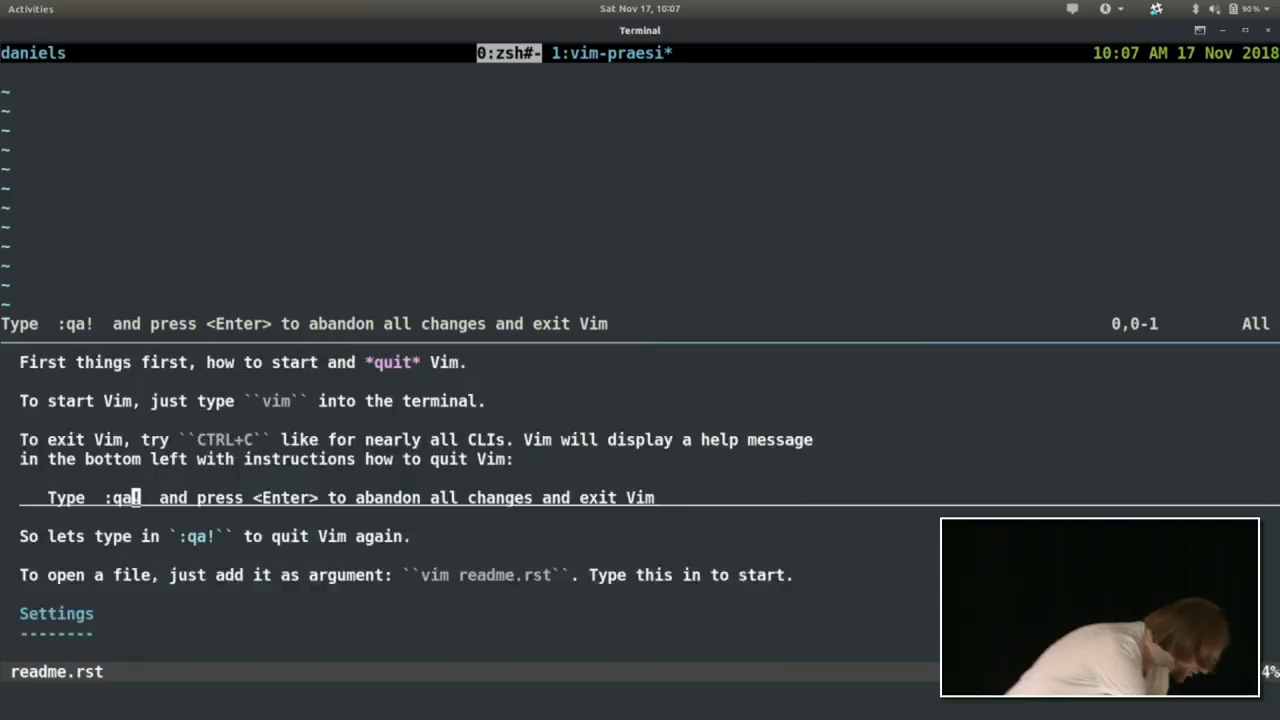 Activities
Sat Nov 17, 10:07
90%
Terminal
daniels 0:zsh#- 1:vim-praesi* 10:07 AM 17 Nov 2018
~
~
~
~
~
~
~
~
~
~
~
~
Type  :qa!  and press <Enter> to abandon all changes and exit Vim 0,0-1 All
First things first, how to start and *quit* Vim.
To start Vim, just type ``vim`` into the terminal.
To exit Vim, try ``CTRL+C`` like for nearly all CLIs. Vim will display a help message
in the bottom left with instructions how to quit Vim:
Type  :qa!  and press <Enter> to abandon all changes and exit Vim
So lets type in `:qa!`` to quit Vim again.
To open a file, just add it as argument: ``vim readme.rst``. Type this in to start.
Settings
--------
readme.rst 4%